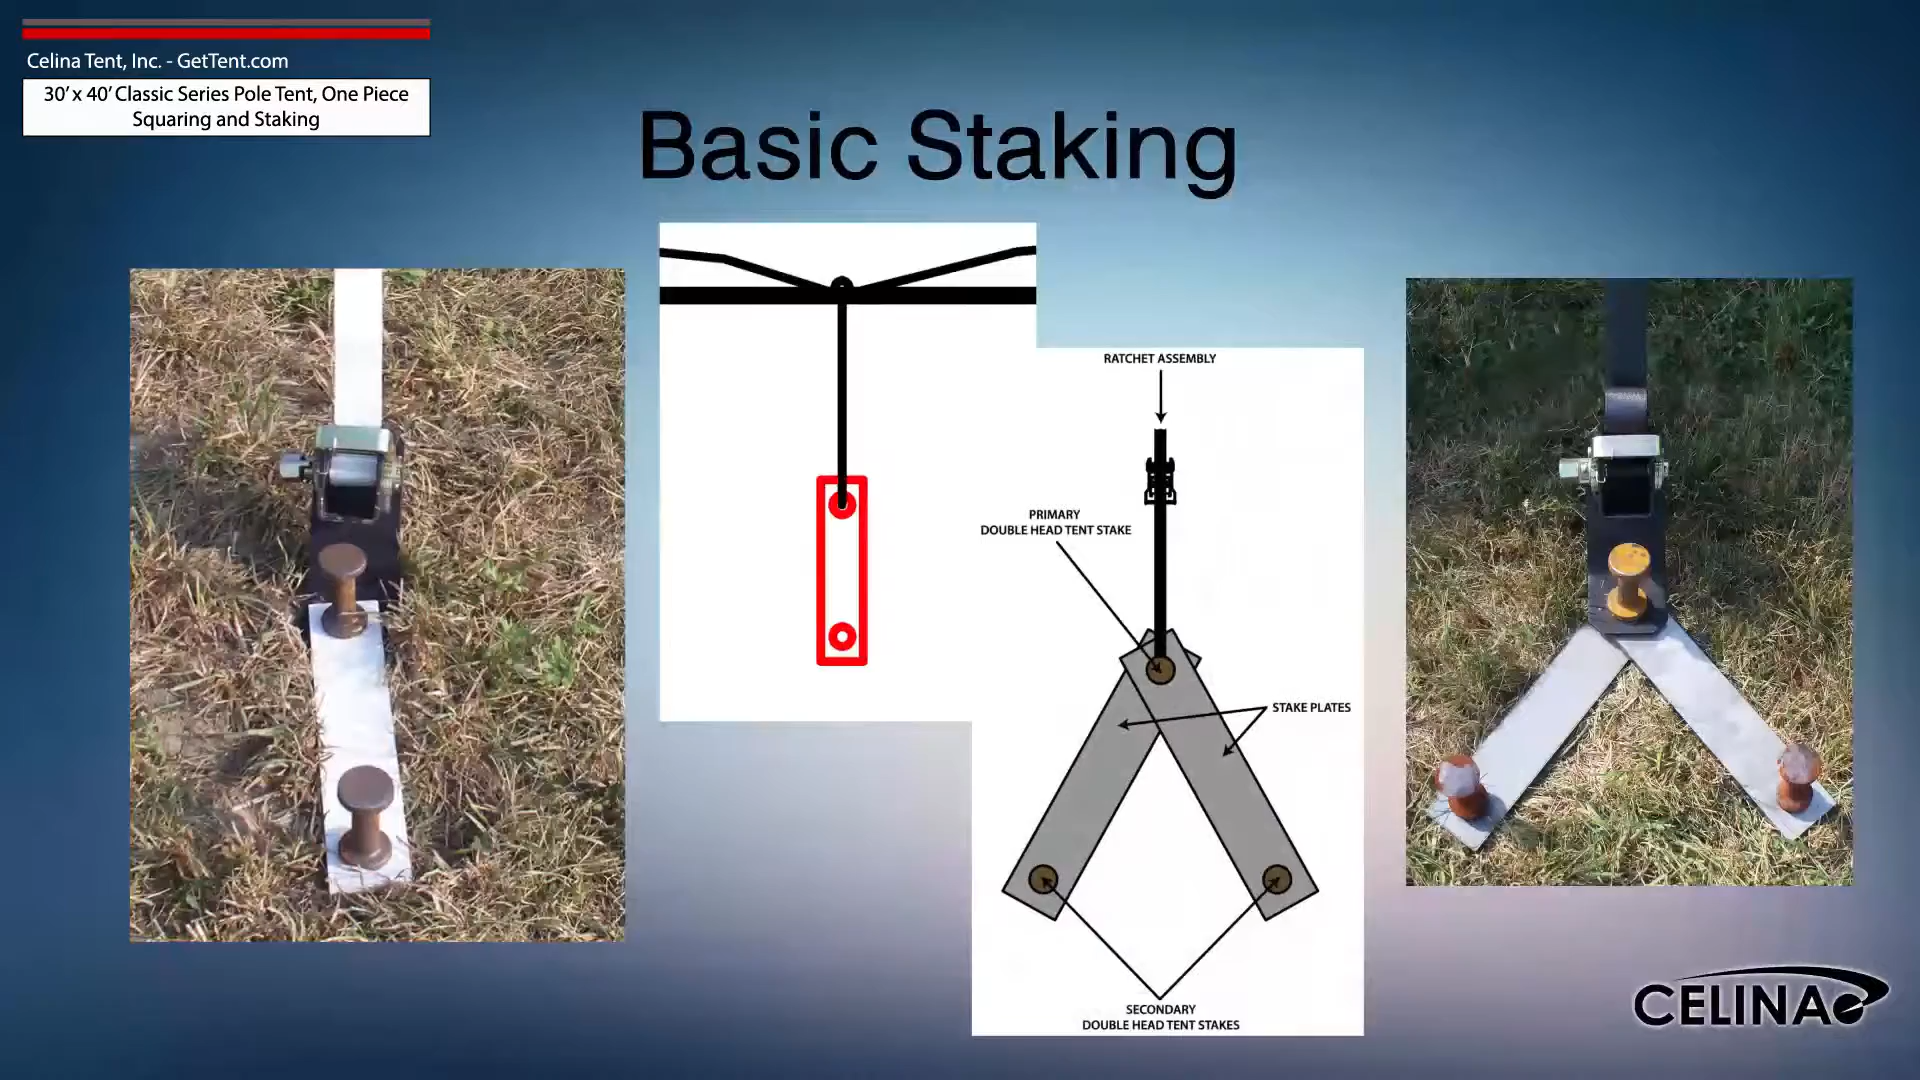 Celina Tent, Inc. - GetTent.com
30' x 40' Classic Series Pole Tent, One Piece
Squaring and Staking
Basic Staking
RATCHET ASSEMBLY
PRIMARY
DOUBLE HEAD TENT STAKE
STAKE PLATES
SECONDARY
DOUBLE HEAD TENT STAKES
CELINA